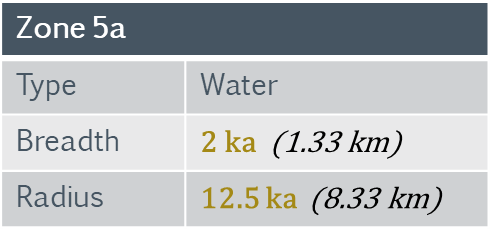 Zone 5a
Type Water
Breadth 2 ka (1.33 km)
Radius 12.5 ka (8.33 km)